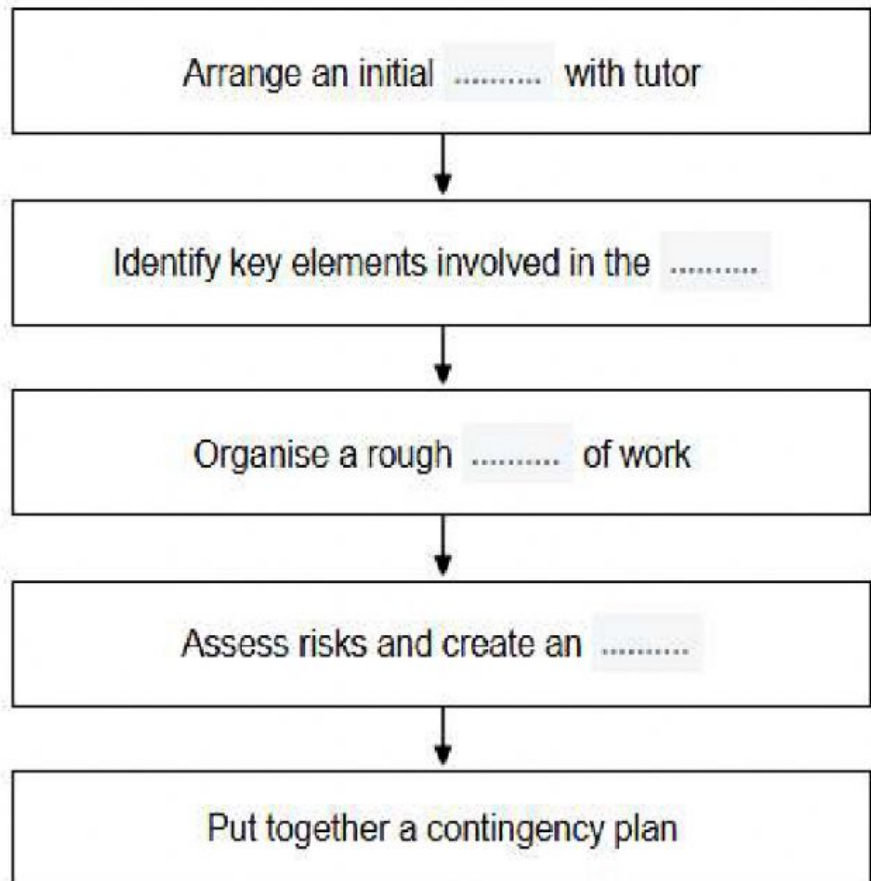 Arrange an initial .......... with tutor
Identify key elements involved in the ..........
Organise a rough .......... of work
Assess risks and create an ..........
Put together a contingency plan